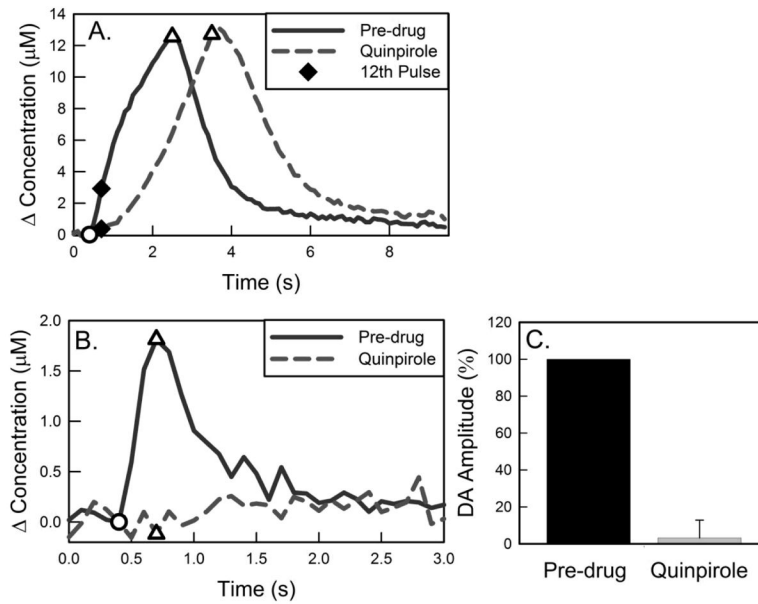 A.
Pre-drug
Quinpirole
12th Pulse
Δ Concentration (μM)
14
12
10
8
6
4
2
0
0 2 4 6 8
Time (s)
B.
Pre-drug
Quinpirole
Δ Concentration (μM)
2.0
1.5
1.0
0.5
0.0
0.0 0.5 1.0 1.5 2.0 2.5 3.0
Time (s)
C.
DA Amplitude (%)
120
100
80
60
40
20
0
Pre-drug Quinpirole